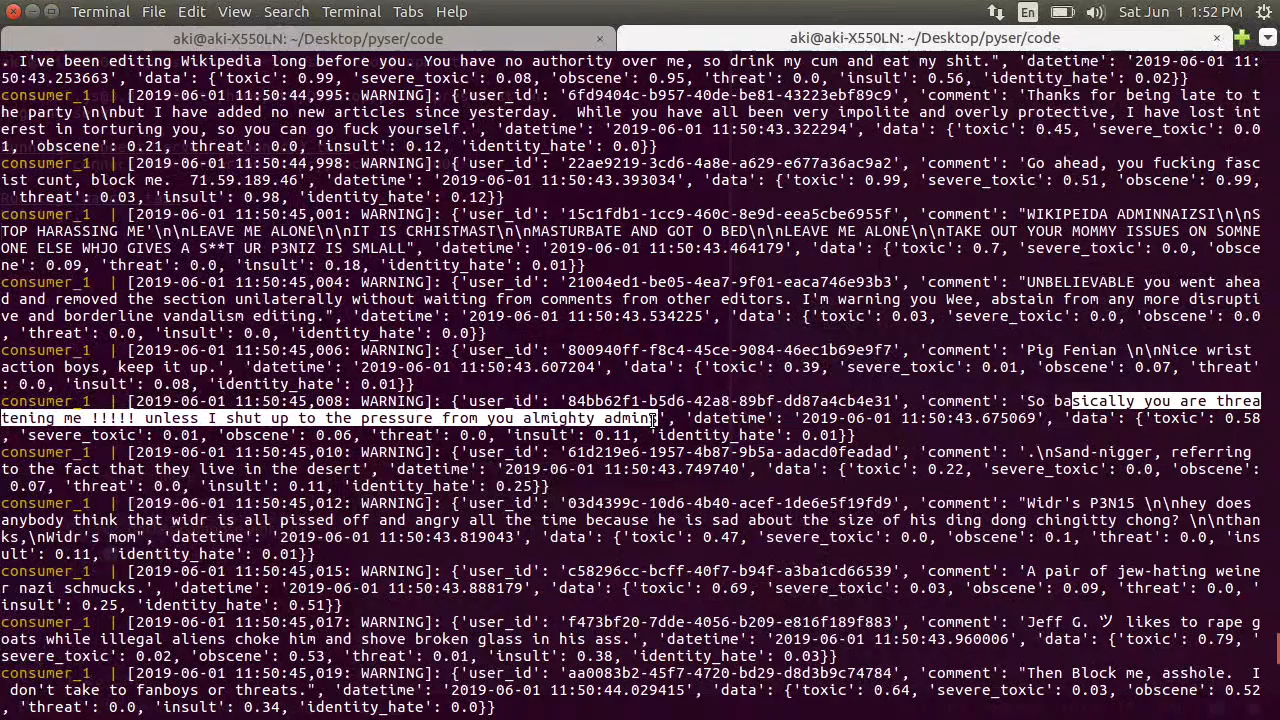 Terminal Terminal File Edit View Search Terminal Tabs Help En Sat Jun 1 1:52 PM
aki@aki-X550LN: ~/Desktop/pyser/code × aki@aki-X550LN: ~/Desktop/pyser/code ×
. I've been editing Wikipedia long before you. You have no authority over me, so drink my cum and eat my shit.", 'datetime': '2019-06-01 11:
50:43.253663', 'data': {'toxic': 0.99, 'severe_toxic': 0.08, 'obscene': 0.95, 'threat': 0.0, 'insult': 0.56, 'identity_hate': 0.02}}
consumer_1  | [2019-06-01 11:50:44,995: WARNING]: {'user_id': '6fd9404c-b957-40de-be81-43223ebf89c9', 'comment': 'Thanks for being late to t
he party \n\nbut I have added no new articles since yesterday.  While you have all been very impolite and overly protective, I have lost int
erest in torturing you, so you can go fuck yourself.', 'datetime': '2019-06-01 11:50:43.322294', 'data': {'toxic': 0.45, 'severe_toxic': 0.0
1, 'obscene': 0.21, 'threat': 0.0, 'insult': 0.12, 'identity_hate': 0.0}}
consumer_1  | [2019-06-01 11:50:44,998: WARNING]: {'user_id': '22ae9219-3cd6-4a8e-a629-e677a36ac9a2', 'comment': 'Go ahead, you fucking fasc
ist cunt, block me.  71.59.189.46', 'datetime': '2019-06-01 11:50:43.393034', 'data': {'toxic': 0.99, 'severe_toxic': 0.51, 'obscene': 0.99,
 'threat': 0.03, 'insult': 0.98, 'identity_hate': 0.12}}
consumer_1  | [2019-06-01 11:50:45,001: WARNING]: {'user_id': '15c1fdb1-1cc9-460c-8e9d-eea5cbe6955f', 'comment': "WIKIPEIDA ADMINNAIZSI\n\nS
TOP HARASSING ME'\n\nLEAVE ME ALONE\n\nIT IS CRHISTMAST\n\nMASTURBATE AND GOT O BED\n\nLEAVE ME ALONE\n\nTAKE OUT YOUR MOMMY ISSUES ON SOMNE
ONE ELSE WHJO GIVES A S**T UR P3NIZ IS SMLALL", 'datetime': '2019-06-01 11:50:43.464179', 'data': {'toxic': 0.7, 'severe_toxic': 0.0, 'obsce
ne': 0.09, 'threat': 0.0, 'insult': 0.18, 'identity_hate': 0.01}}
consumer_1  | [2019-06-01 11:50:45,004: WARNING]: {'user_id': '21004ed1-be05-4ea7-9f01-eaca746e93b3', 'comment': "UNBELIEVABLE you went ahea
d and removed the section unilaterally without waiting from comments from other editors. I'm warning you Wee, abstain from any more disrupti
ve and borderline vandalism editing.", 'datetime': '2019-06-01 11:50:43.534225', 'data': {'toxic': 0.03, 'severe_toxic': 0.0, 'obscene': 0.0
, 'threat': 0.0, 'insult': 0.0, 'identity_hate': 0.0}}
consumer_1  | [2019-06-01 11:50:45,006: WARNING]: {'user_id': '800940ff-f8c4-45ce-9084-46ec1b69e9f7', 'comment': 'Pig Fenian \n\nNice wrist 
action boys, keep it up.', 'datetime': '2019-06-01 11:50:43.607204', 'data': {'toxic': 0.39, 'severe_toxic': 0.01, 'obscene': 0.07, 'threat'
: 0.0, 'insult': 0.08, 'identity_hate': 0.01}}
consumer_1  | [2019-06-01 11:50:45,008: WARNING]: {'user_id': '84bb62f1-b5d6-42a8-89bf-dd87a4cb4e31', 'comment': 'So basically you are threa
tening me !!!!! unless I shut up to the pressure from you almighty admins', 'datetime': '2019-06-01 11:50:43.675069', 'data': {'toxic': 0.58
, 'severe_toxic': 0.01, 'obscene': 0.06, 'threat': 0.0, 'insult': 0.11, 'identity_hate': 0.01}}
consumer_1  | [2019-06-01 11:50:45,010: WARNING]: {'user_id': '61d219e6-1957-4b87-9b5a-adacd0feadad', 'comment': '.\nSand-nigger, referring 
to the fact that they live in the desert', 'datetime': '2019-06-01 11:50:43.749740', 'data': {'toxic': 0.22, 'severe_toxic': 0.0, 'obscene':
 0.07, 'threat': 0.0, 'insult': 0.11, 'identity_hate': 0.25}}
consumer_1  | [2019-06-01 11:50:45,012: WARNING]: {'user_id': '03d4399c-10d6-4b40-acef-1de6e5f19fd9', 'comment': "Widr's P3N15 \n\nhey does 
anybody think that widr is all pissed off and angry all the time because he is sad about the size of his ding dong chingitty chong? \n\nthan
ks,\nWidr's mom", 'datetime': '2019-06-01 11:50:43.819043', 'data': {'toxic': 0.47, 'severe_toxic': 0.0, 'obscene': 0.1, 'threat': 0.0, 'ins
ult': 0.11, 'identity_hate': 0.01}}
consumer_1  | [2019-06-01 11:50:45,015: WARNING]: {'user_id': 'c58296cc-bcff-40f7-b94f-a3ba1cd66539', 'comment': 'A pair of jew-hating weine
r nazi schmucks.', 'datetime': '2019-06-01 11:50:43.888179', 'data': {'toxic': 0.69, 'severe_toxic': 0.03, 'obscene': 0.09, 'threat': 0.0, '
insult': 0.25, 'identity_hate': 0.51}}
consumer_1  | [2019-06-01 11:50:45,017: WARNING]: {'user_id': 'f473bf20-7dde-4056-b209-e816f189f883', 'comment': 'Jeff G. ツ likes to rape g
oats while illegal aliens choke him and shove broken glass in his ass.', 'datetime': '2019-06-01 11:50:43.960006', 'data': {'toxic': 0.79, '
severe_toxic': 0.02, 'obscene': 0.53, 'threat': 0.01, 'insult': 0.38, 'identity_hate': 0.03}}
consumer_1  | [2019-06-01 11:50:45,019: WARNING]: {'user_id': 'aa0083b2-45f7-4720-bd29-d8d3b9c74784', 'comment': "Then Block me, asshole.  I
 don't take to fanboys or threats.", 'datetime': '2019-06-01 11:50:44.029415', 'data': {'toxic': 0.64, 'severe_toxic': 0.03, 'obscene': 0.52
, 'threat': 0.0, 'insult': 0.34, 'identity_hate': 0.0}}